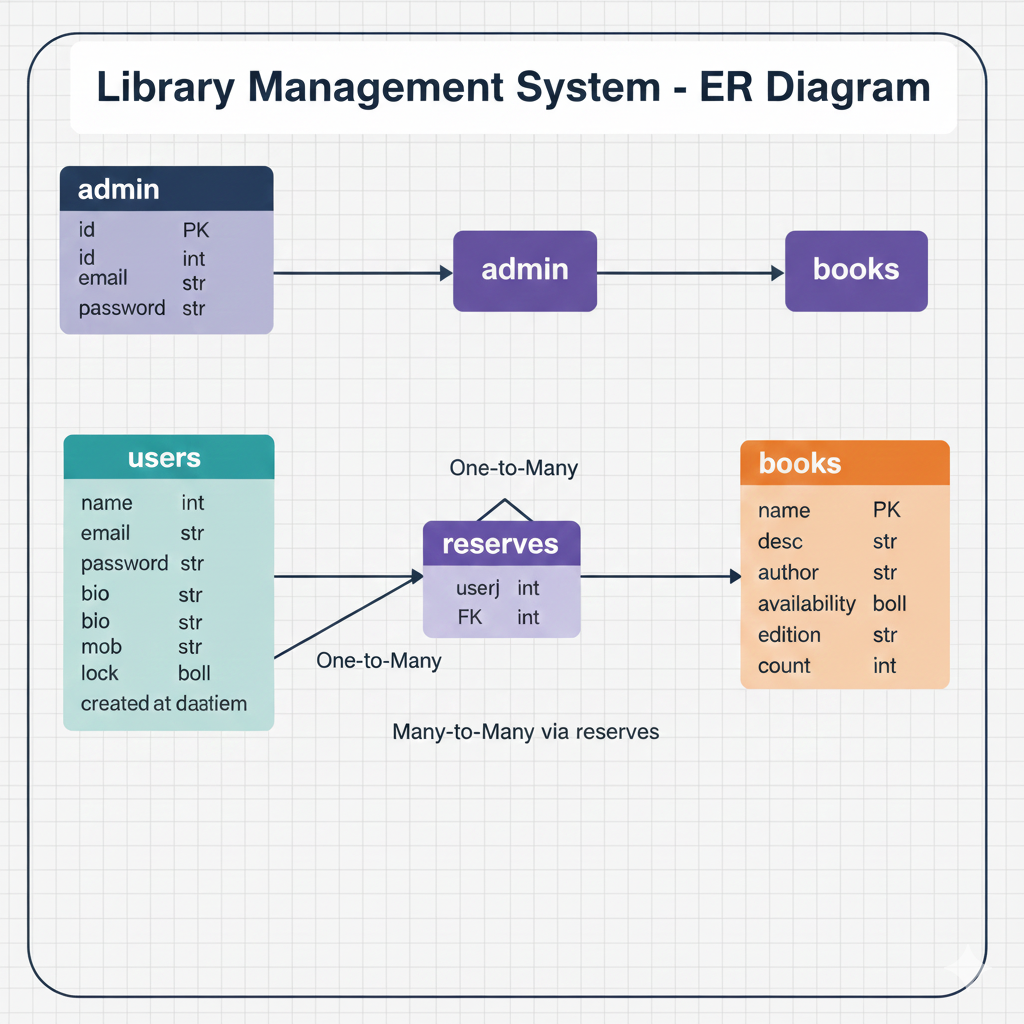 Library Management System - ER Diagram
admin
id PK
id int
email str
password str
admin
books
users
name int
email str
password str
bio str
bio str
mob str
lock boll
created at daatiem
One-to-Many
reserves
userj int
FK int
One-to-Many
Many-to-Many via reserves
books
name PK
desc str
author str
availability boll
edition str
count int